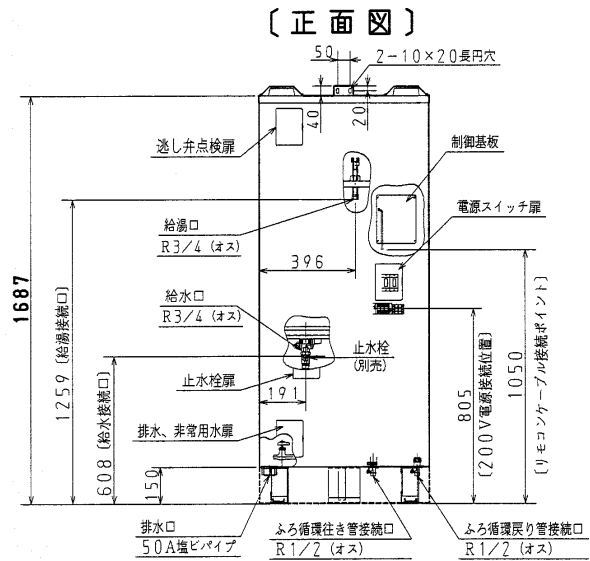 〔正面図〕
50
2-10×20長円穴
40
20
逃し弁点検扉
制御基板
給湯口
R3/4 (オス)
電源スイッチ扉
396
給水口
R3/4 (オス)
止水栓
(別売)
止水栓扉
191
排水、非常用水扉
1687
1259 〔給湯接続口〕
608 〔給水接続口〕
150
805
〔200V電源接続位置〕
1050
〔リモコンケーブル接続ポイント〕
排水口
50A塩ビパイプ
ふろ循環往き管接続口
R1/2 (オス)
ふろ循環戻り管接続口
R1/2 (オス)